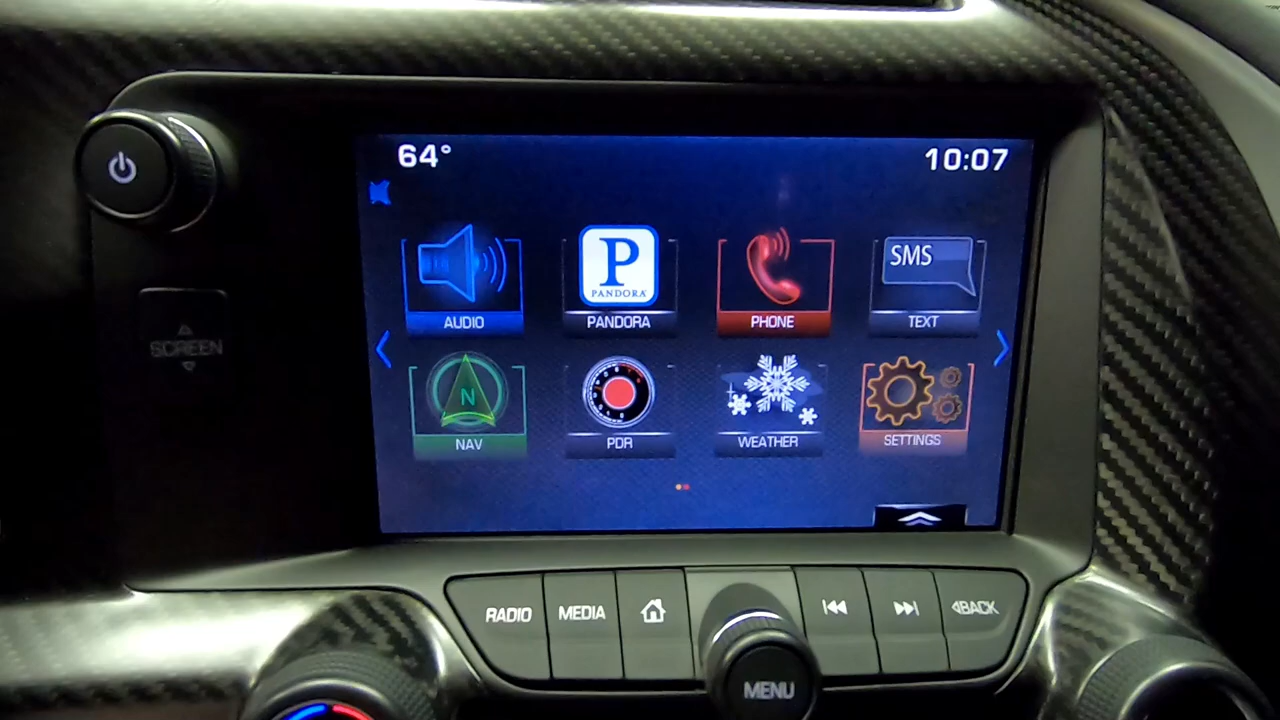 64° 10:07
SMS
P
PANDORA
AUDIO PANDORA PHONE TEXT
SCREEN
N
NAV PDR WEATHER SETTINGS
RADIO MEDIA BACK
MENU